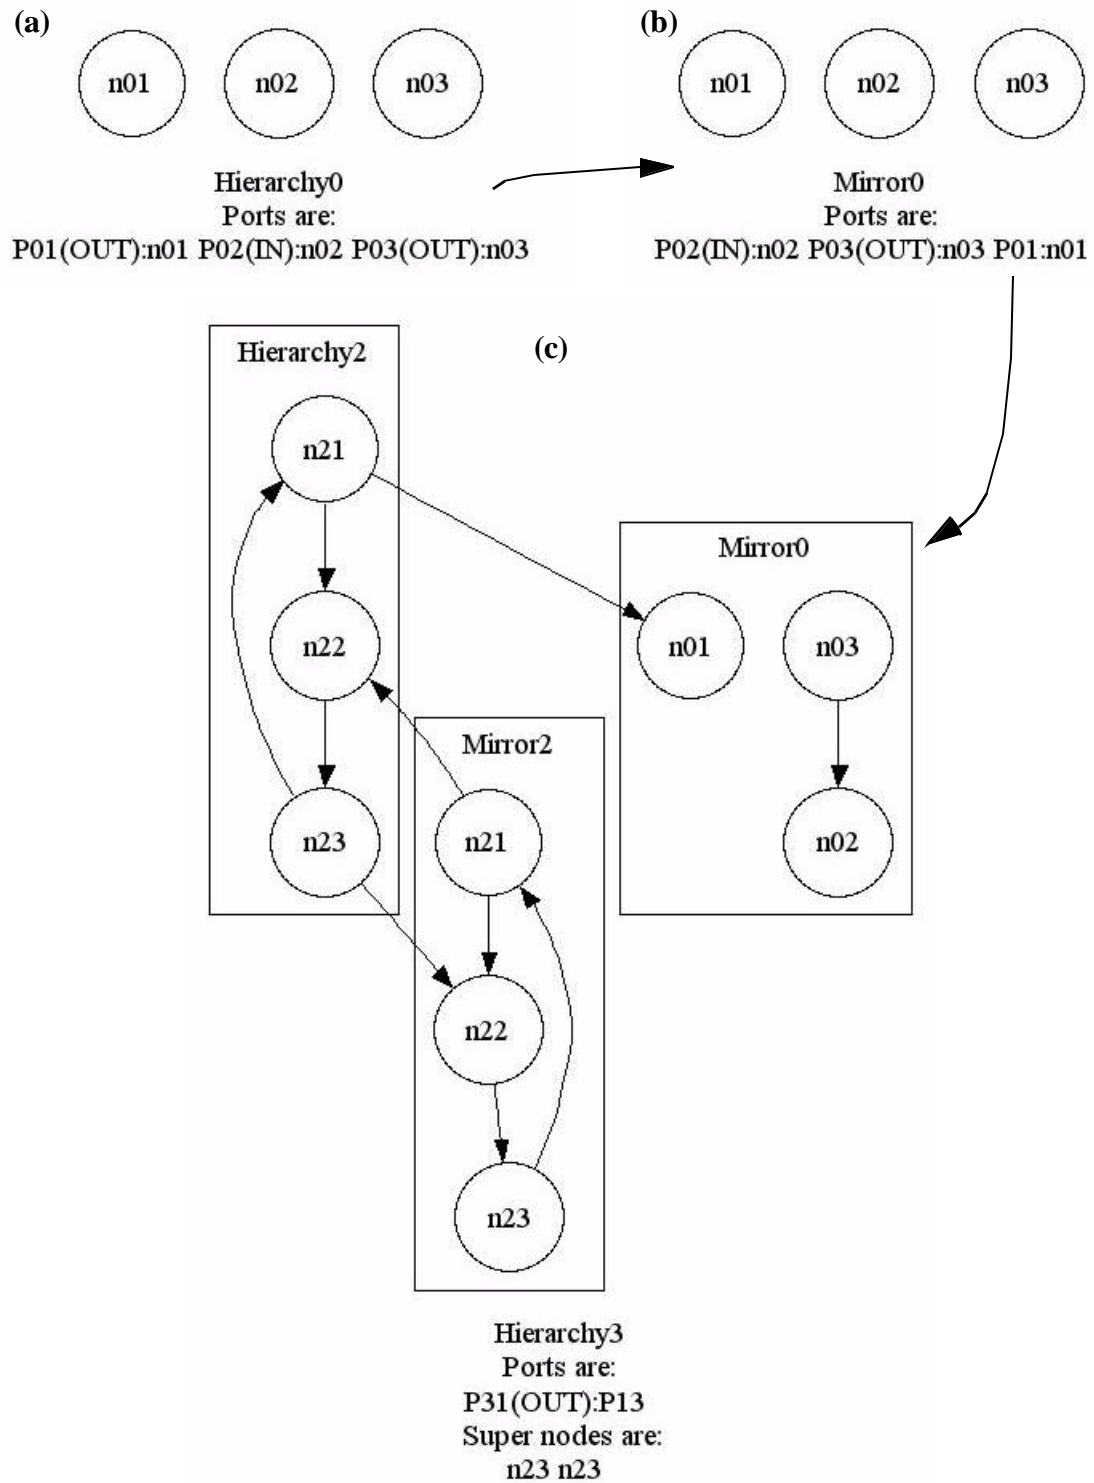 (a)
n01 n02 n03
Hierarchy0
Ports are:
P01(OUT):n01 P02(IN):n02 P03(OUT):n03
(b)
n01 n02 n03
Mirror0
Ports are:
P02(IN):n02 P03(OUT):n03 P01:n01
(c)
Hierarchy2
n21
n22
n23
Mirror2
n21
n22
n23
Mirror0
n01 n03
n02
Hierarchy3
Ports are:
P31(OUT):P13
Super nodes are:
n23 n23